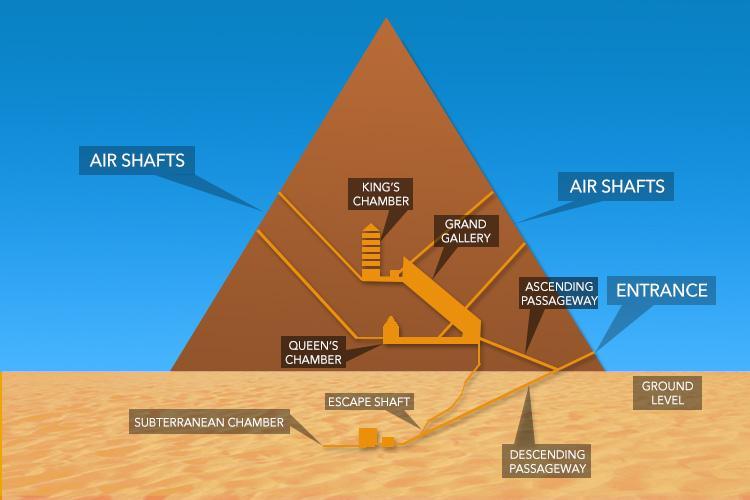 AIR SHAFTS
KING'S
CHAMBER
AIR SHAFTS
GRAND
GALLERY
ASCENDING
PASSAGEWAY
ENTRANCE
QUEEN'S
CHAMBER
GROUND
LEVEL
ESCAPE SHAFT
SUBTERRANEAN CHAMBER
DESCENDING
PASSAGEWAY